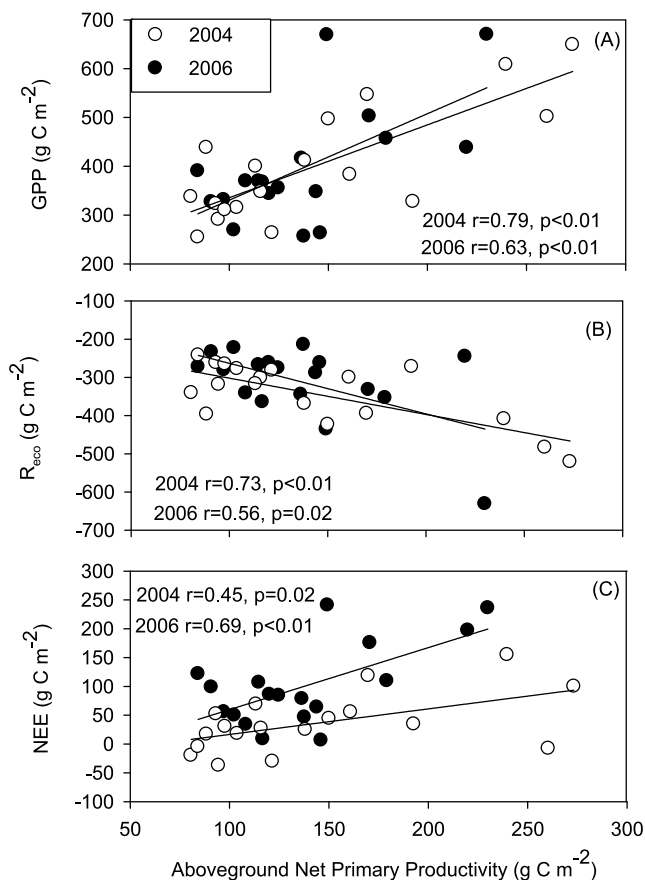 2004
2006
(A)
700
600
500
400
300
200
GPP (g C m-2)
2004 r=0.79, p<0.01
2006 r=0.63, p<0.01
(B)
-100
-200
-300
-400
-500
-600
-700
Reco (g C m-2)
2004 r=0.73, p<0.01
2006 r=0.56, p=0.02
(C)
300
250
200
150
100
50
0
-50
-100
NEE (g C m-2)
2004 r=0.45, p=0.02
2006 r=0.69, p<0.01
50 100 150 200 250 300
Aboveground Net Primary Productivity (g C m-2)